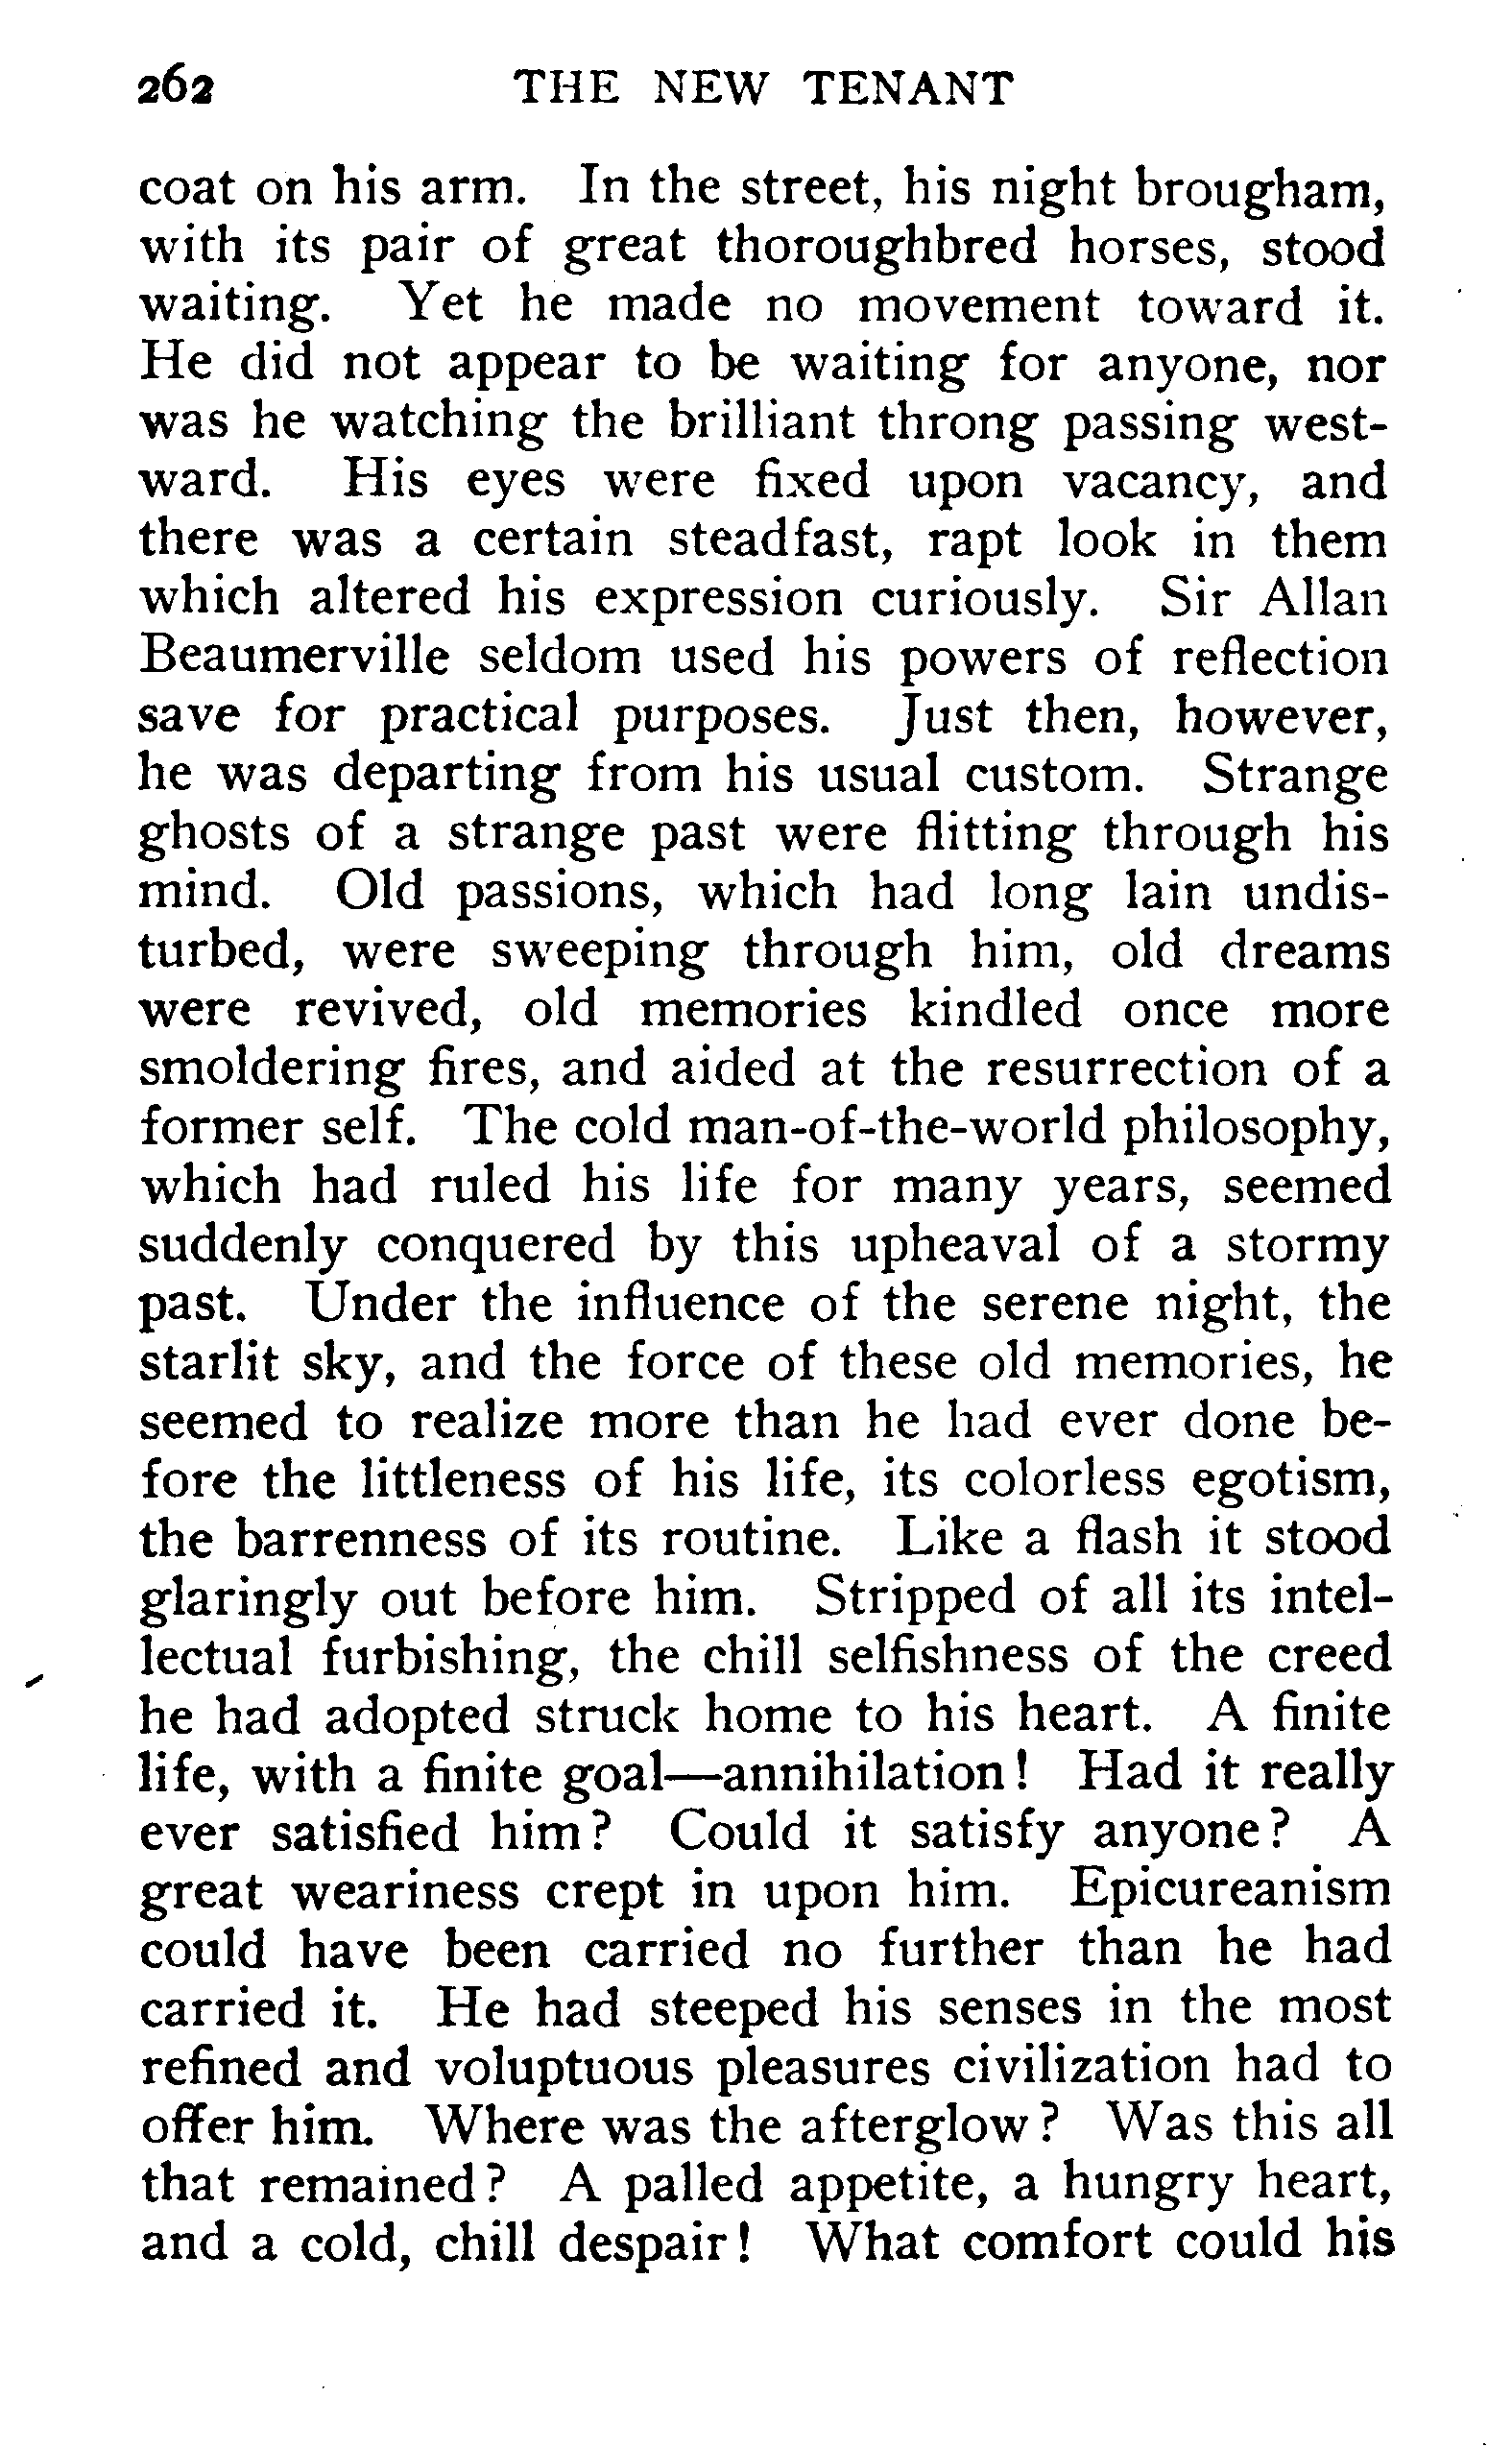 262 THE NEW TENANT
coat on his arm. In the street, his night brougham,
with its pair of great thoroughbred horses, stood
waiting. Yet he made no movement toward it.
He did not appear to be waiting for anyone, nor
was he watching the brilliant throng passing west-
ward. His eyes were fixed upon vacancy, and
there was a certain steadfast, rapt look in them
which altered his expression curiously. Sir Allan
Beaumerville seldom used his powers of reflection
save for practical purposes. Just then, however,
he was departing from his usual custom. Strange
ghosts of a strange past were flitting through his
mind. Old passions, which had long lain undis-
turbed, were sweeping through him, old dreams
were revived, old memories kindled once more
smoldering fires, and aided at the resurrection of a
former self. The cold man-of-the-world philosophy,
which had ruled his life for many years, seemed
suddenly conquered by this upheaval of a stormy
past. Under the influence of the serene night, the
starlit sky, and the force of these old memories, he
seemed to realize more than he had ever done be-
fore the littleness of his life, its colorless egotism,
the barrenness of its routine. Like a flash it stood
glaringly out before him. Stripped of all its intel-
lectual furbishing, the chill selfishness of the creed
he had adopted struck home to his heart. A finite
life, with a finite goal—annihilation! Had it really
ever satisfied him? Could it satisfy anyone? A
great weariness crept in upon him. Epicureanism
could have been carried no further than he had
carried it. He had steeped his senses in the most
refined and voluptuous pleasures civilization had to
offer him. Where was the afterglow? Was this all
that remained? A palled appetite, a hungry heart,
and a cold, chill despair! What comfort could his